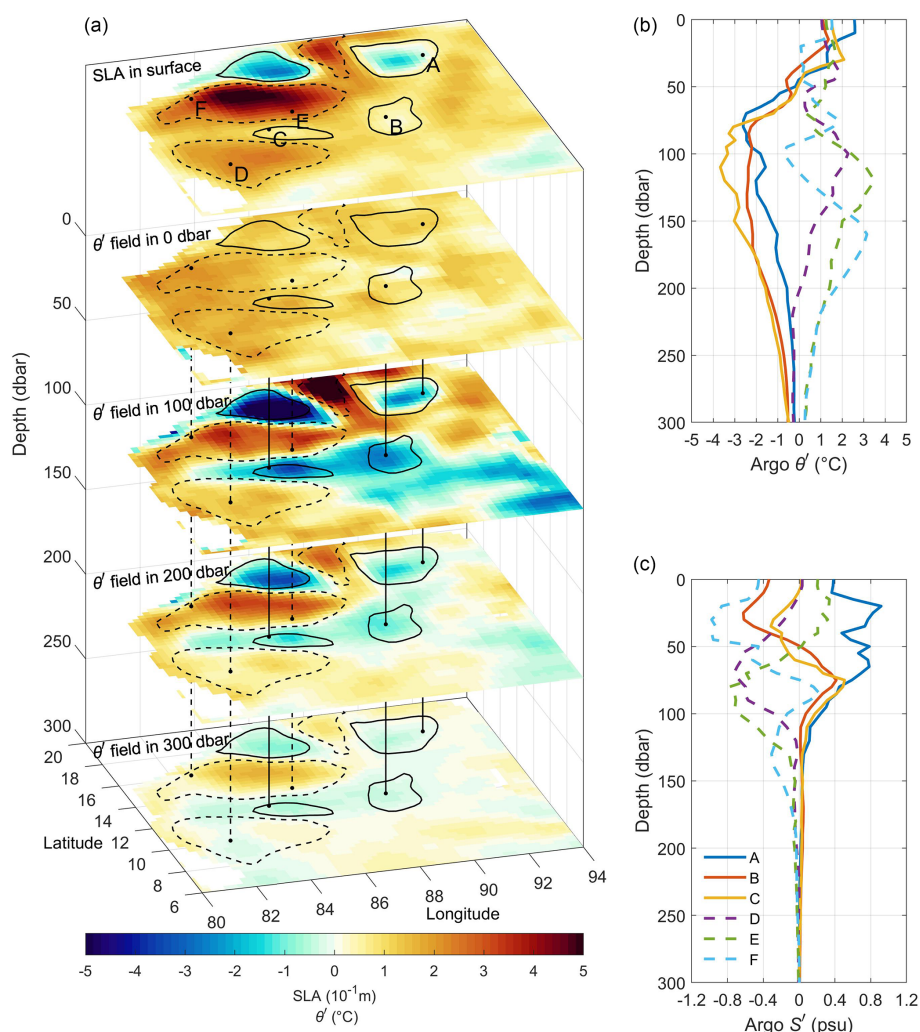 (a)
SLA in surface
A
F
E
C
B
D
0
θ′ field in 0 dbar
50
100
θ′ field in 100 dbar
150
200
θ′ field in 200 dbar
250
300
θ′ field in 300 dbar
Depth (dbar)
20
18
16
14
12
10
8
6
Latitude
80
82
84
86
88
90
92
94
Longitude
-5 -4 -3 -2 -1 0 1 2 3 4 5
SLA (10⁻¹m)
θ′ (°C)
(b)
0
50
100
150
200
250
300
Depth (dbar)
-5 -4 -3 -2 -1 0 1 2 3 4 5
Argo θ′ (°C)
(c)
0
50
100
150
200
250
300
Depth (dbar)
A
B
C
D
E
F
-1.2 -0.8 -0.4 0 0.4 0.8 1.2
Argo S′ (psu)